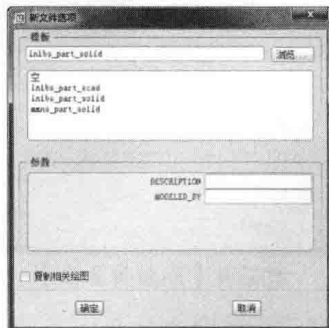 新文件选项
模板
inlbs_part_solid
浏览...
空
inlbs_part_ecad
inlbs_part_solid
mmns_part_solid
参数
DESCRIPTION
MODELED_BY
复制相关绘图
确定
取消